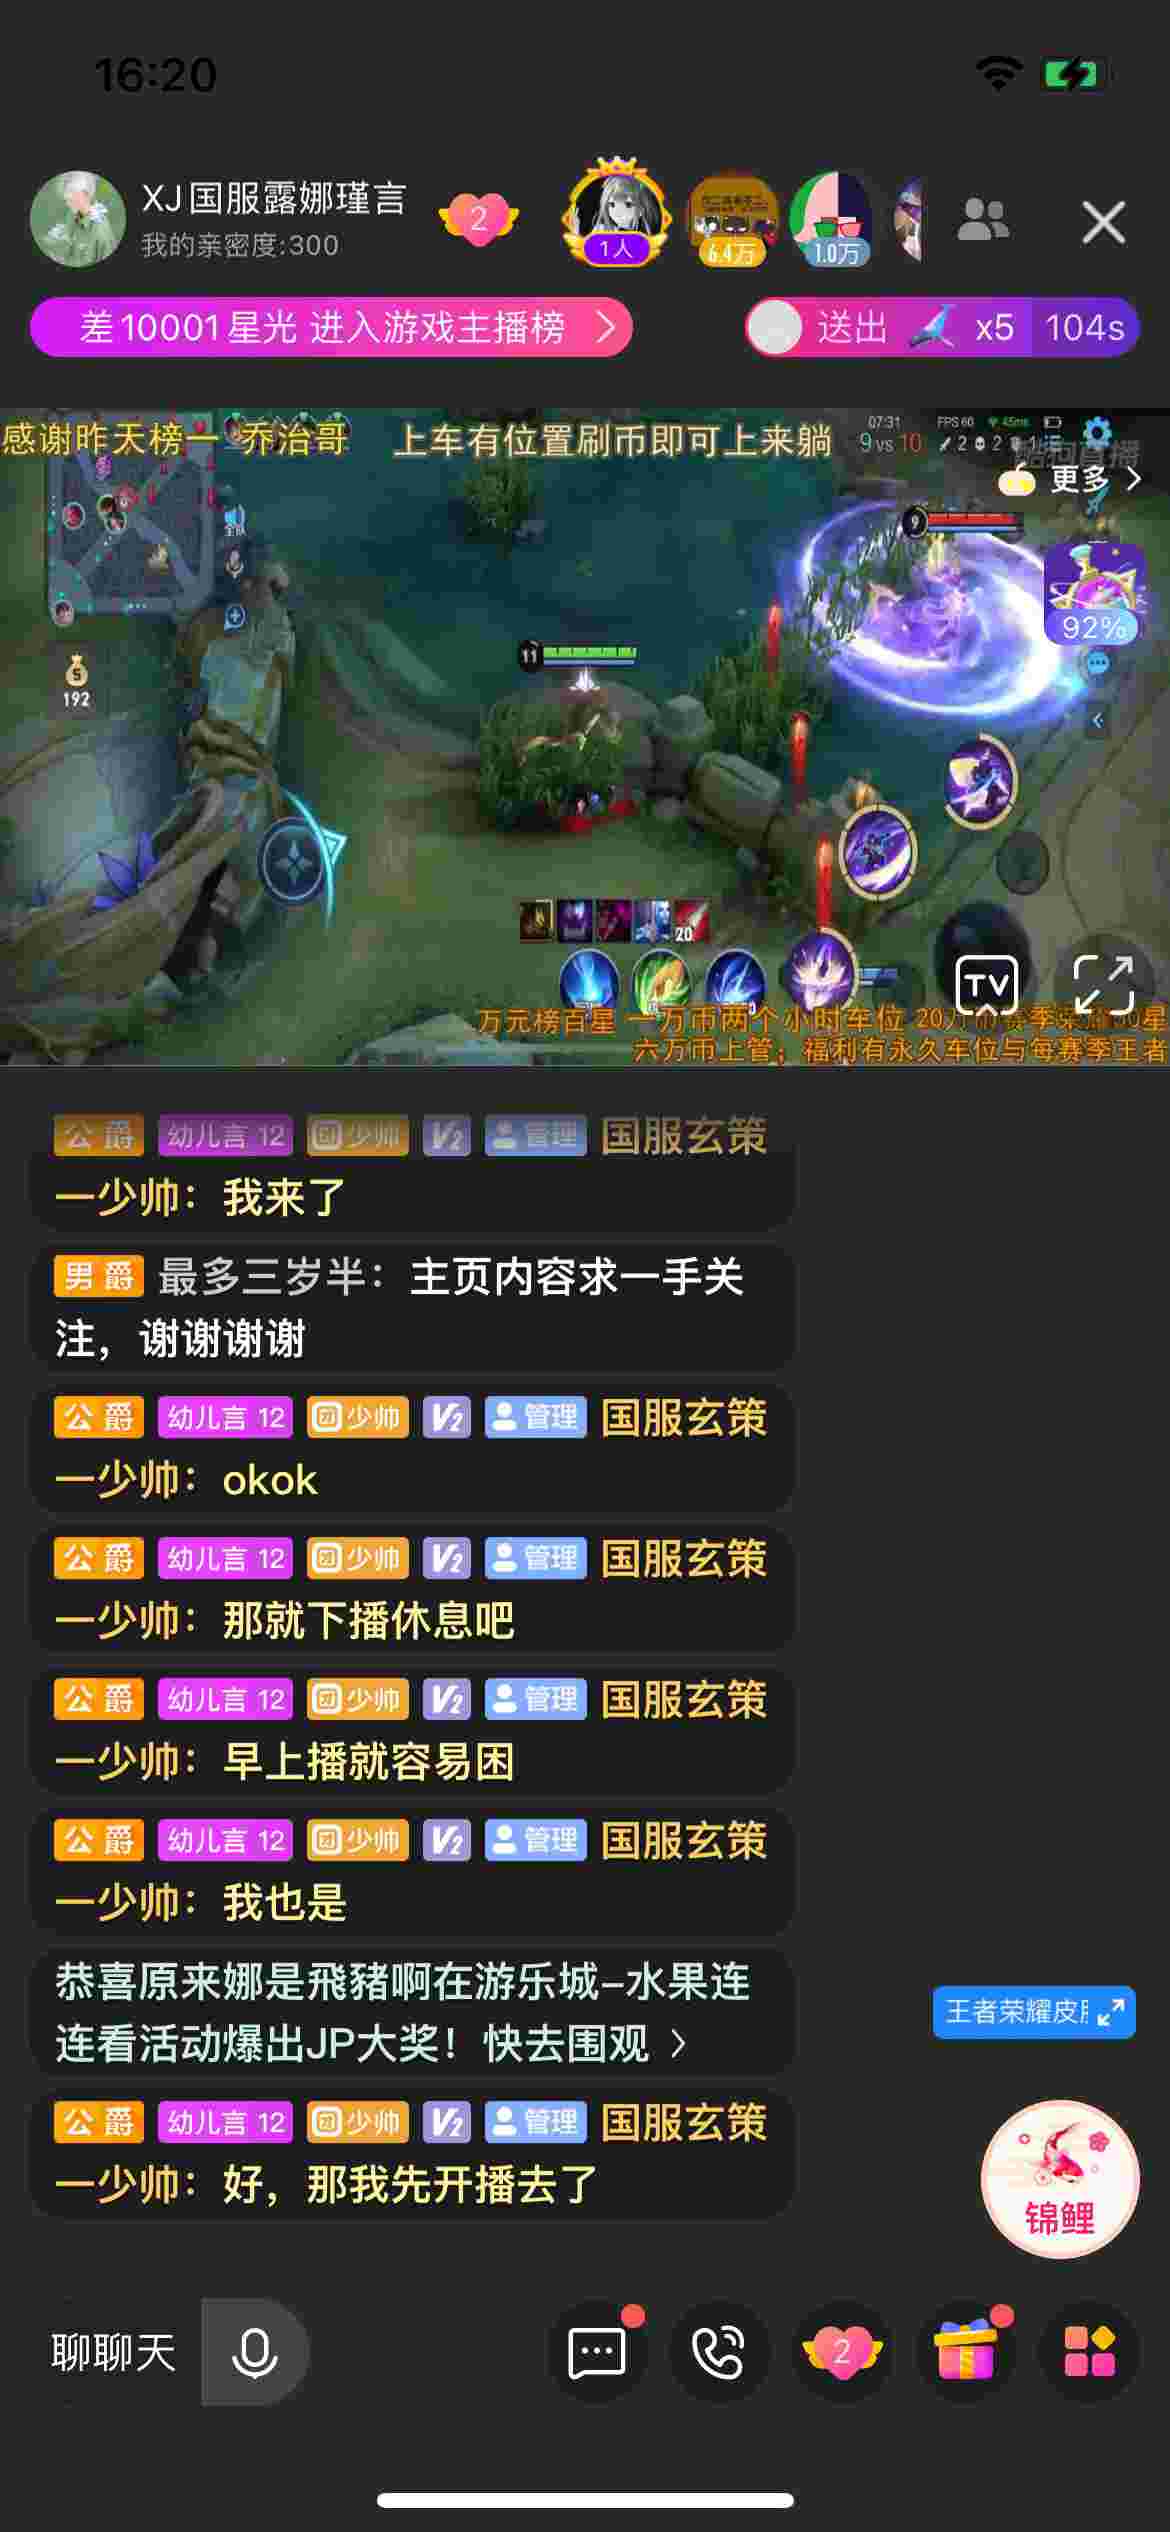 16:20
XJ国服露娜瑾言
我的亲密度:300
2
1人
6.4万
1.0万
差10001星光 进入游戏主播榜
送出 x5 104s
感谢昨天榜一 乔治哥
上车有位置刷币即可上来躺
07:31 FPS 60 45ms
9 vs 10 2 2 1
更多
全队
9
92%
11
192
20
TV
万元榜百星 一万币两个小时车位
六万币上管；福利有永久车位与每赛季王者
公爵 幼儿言 12 团 少帅 V2 管理 国服玄策
一少帅：我来了
男爵 最多三岁半：主页内容求一手关
注，谢谢谢谢
公爵 幼儿言 12 团 少帅 V2 管理 国服玄策
一少帅：okok
公爵 幼儿言 12 团 少帅 V2 管理 国服玄策
一少帅：那就下播休息吧
公爵 幼儿言 12 团 少帅 V2 管理 国服玄策
一少帅：早上播就容易困
公爵 幼儿言 12 团 少帅 V2 管理 国服玄策
一少帅：我也是
恭喜原来娜是飛豬啊在游乐城-水果连
连看活动爆出JP大奖！快去围观
王者荣耀皮
公爵 幼儿言 12 团 少帅 V2 管理 国服玄策
一少帅：好，那我先开播去了
锦鲤
聊聊天
2